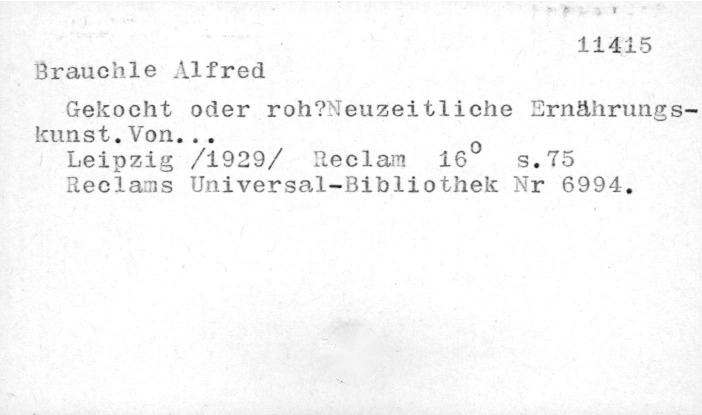 11415
Brauchle Alfred
Gekocht oder roh?Neuzeitliche Ernährungs-
kunst.Von...
Leipzig /1929/ Reclam 16° s.75
Reclams Universal-Bibliothek Nr 6994.